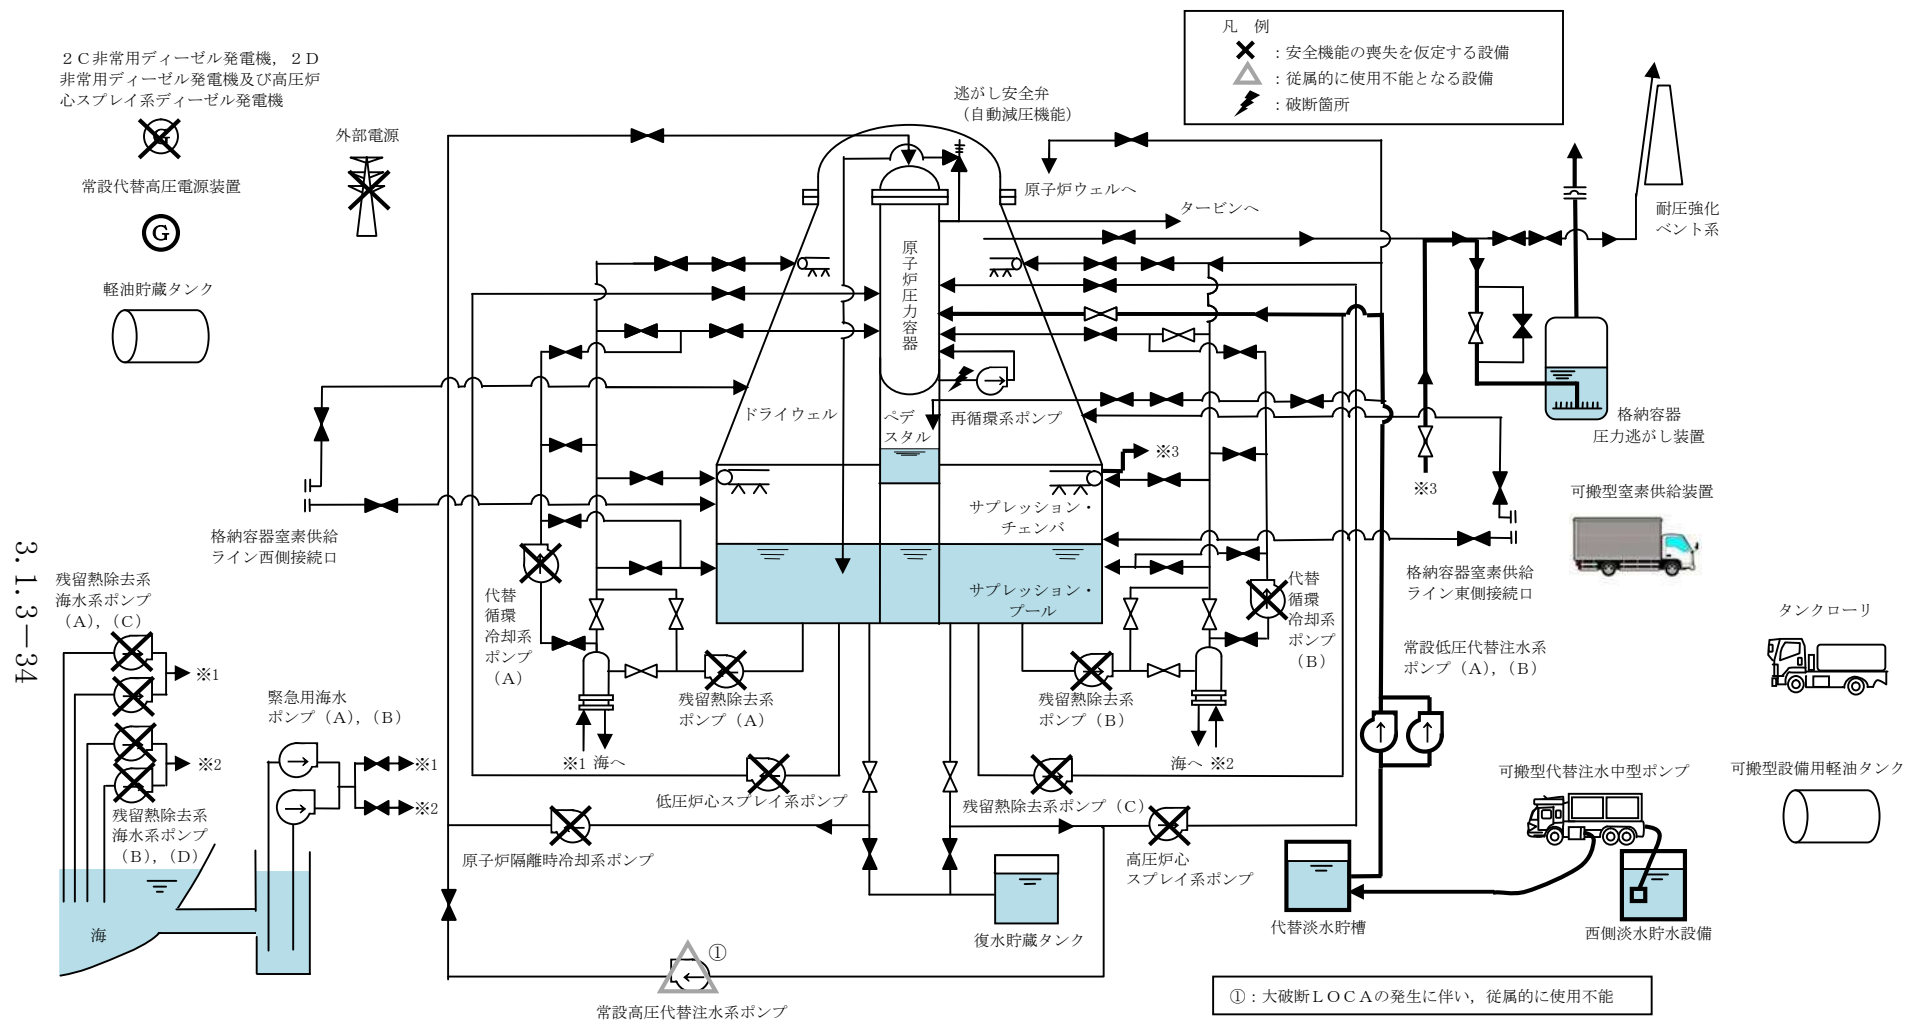 凡　例
：安全機能の喪失を仮定する設備
：従属的に使用不能となる設備
：破断箇所
２Ｃ非常用ディーゼル発電機，２Ｄ
非常用ディーゼル発電機及び高圧炉
心スプレイ系ディーゼル発電機
G
外部電源
常設代替高圧電源装置
G
軽油貯蔵タンク
逃がし安全弁
（自動減圧機能）
原子炉ウェルへ
タービンへ
耐圧強化
ベント系
原子炉圧力容器
ドライウェル
ペデ
スタル
再循環系ポンプ
※3
※3
格納容器
圧力逃がし装置
サプレッション・
チェンバ
サプレッション・
プール
可搬型窒素供給装置
格納容器窒素供給
ライン西側接続口
格納容器窒素供給
ライン東側接続口
残留熱除去系
海水系ポンプ
（A），（C）
※1
代替
循環
冷却系
ポンプ
（A）
代替
循環
冷却系
ポンプ
（B）
タンクローリ
常設低圧代替注水系
ポンプ（A），（B）
残留熱除去系
ポンプ（A）
残留熱除去系
ポンプ（B）
緊急用海水
ポンプ（A），（B）
※2
※1
※2
※1 海へ
海へ ※2
残留熱除去系
海水系ポンプ
（B），（D）
低圧炉心スプレイ系ポンプ
残留熱除去系ポンプ（C）
可搬型代替注水中型ポンプ
可搬型設備用軽油タンク
原子炉隔離時冷却系ポンプ
高圧炉心
スプレイ系ポンプ
海
復水貯蔵タンク
代替淡水貯槽
西側淡水貯水設備
①
常設高圧代替注水系ポンプ
①：大破断ＬＯＣＡの発生に伴い，従属的に使用不能
3.1.3－34